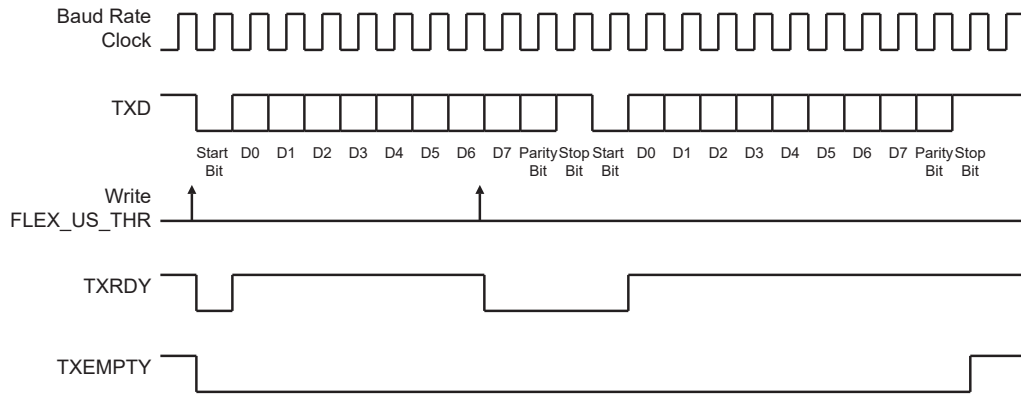 Baud Rate
Clock
TXD
Start D0 D1 D2 D3 D4 D5 D6 D7 Parity Stop Start D0 D1 D2 D3 D4 D5 D6 D7 Parity Stop
Bit Bit Bit Bit Bit Bit
Write
FLEX_US_THR
TXRDY
TXEMPTY